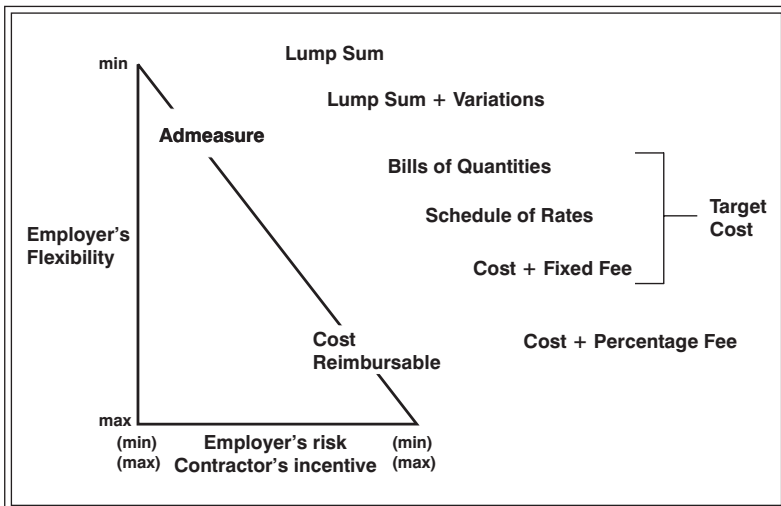 Lump Sum
min
Lump Sum + Variations
Admeasure
Bills of Quantities
Schedule of Rates
Target
Cost
Employer's
Flexibility
Cost + Fixed Fee
Cost
Reimbursable
Cost + Percentage Fee
max
(min)
(max)
Employer's risk
Contractor's incentive
(min)
(max)